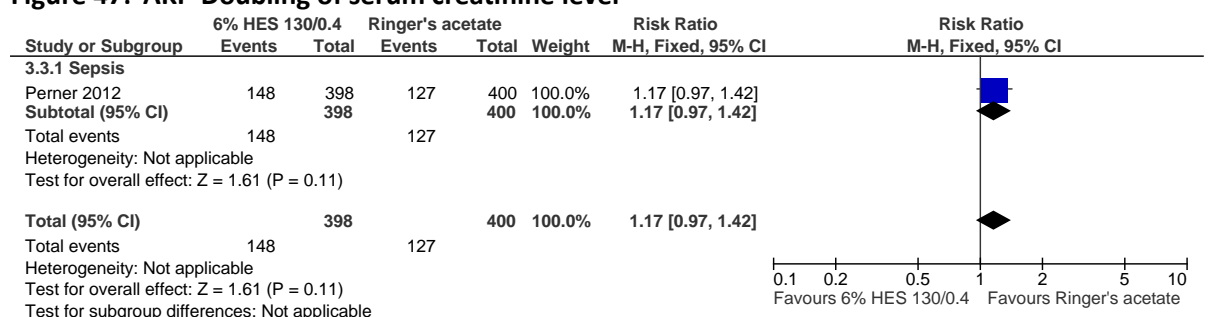 Figure 47: AKI- Doubling of serum creatinine level
6% HES 130/0.4 Ringer's acetate Risk Ratio Risk Ratio
Study or Subgroup Events Total Events Total Weight M-H, Fixed, 95% CI M-H, Fixed, 95% CI
3.3.1 Sepsis
Perner 2012 148 398 127 400 100.0% 1.17 [0.97, 1.42]
Subtotal (95% CI) 398 400 100.0% 1.17 [0.97, 1.42]
Total events 148 127
Heterogeneity: Not applicable
Test for overall effect: Z = 1.61 (P = 0.11)
Total (95% CI) 398 400 100.0% 1.17 [0.97, 1.42]
Total events 148 127
Heterogeneity: Not applicable
Test for overall effect: Z = 1.61 (P = 0.11)
Test for subgroup differences: Not applicable
0.1 0.2 0.5 1 2 5 10
Favours 6% HES 130/0.4 Favours Ringer's acetate